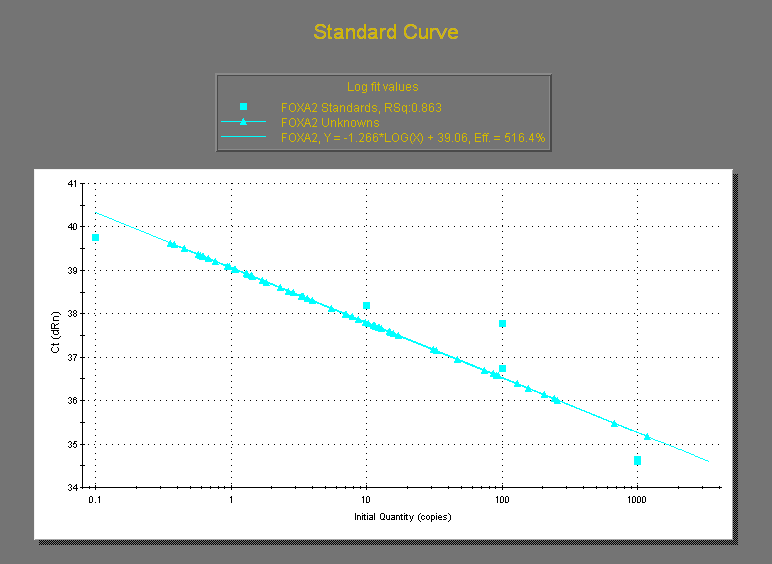 Standard Curve
Log fit values
FOXA2 Standards, RSq:0.863
FOXA2 Unknowns
FOXA2, Y = -1.266*LOG(X) + 39.06, Eff. = 516.4%
41
40
39
38
37
36
35
34
Ct (dRn)
0.1 1 10 100 1000
Initial Quantity (copies)